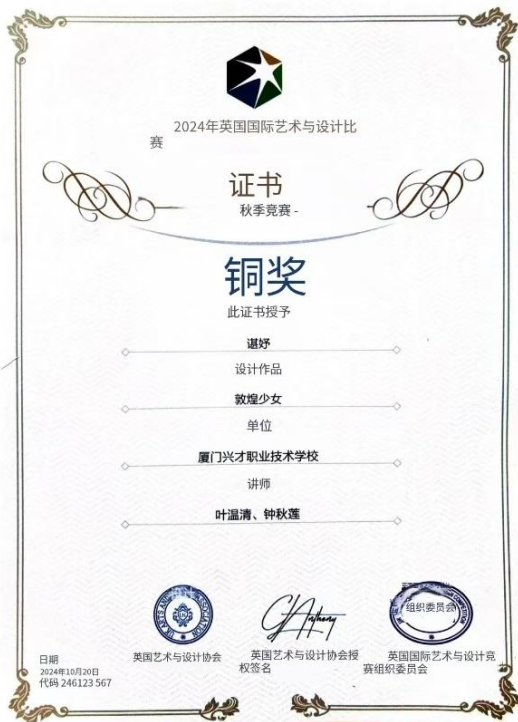 2024年英国国际艺术与设计比
赛
证书
秋季竞赛 -
铜奖
此证书授予
谌妤
设计作品
敦煌少女
单位
厦门兴才职业技术学校
讲师
叶温清、钟秋莲
组织委员会
日期
2024年10月20日
代码 246123 567
英国艺术与设计协会
英国艺术与设计协会授
权签名
英国国际艺术与设计竞
赛组织委员会